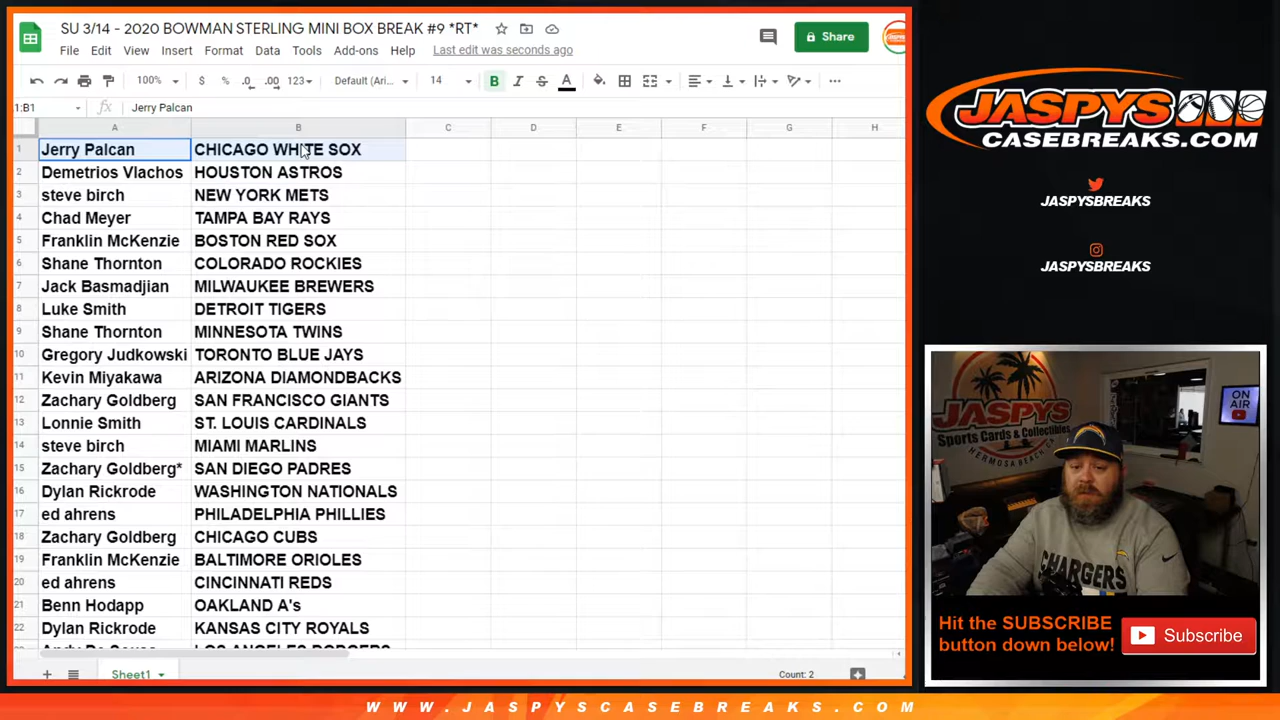 SU 3/14 - 2020 BOWMAN STERLING MINI BOX BREAK #9 *RT*
Share
File Edit View Insert Format Data Tools Add-ons Help Last edit was seconds ago
100% $ % .0 .00 123 Default (Ari... 14 B I S A
1:B1 fx Jerry Palcan
A B C D E F G H
1 Jerry Palcan CHICAGO WHITE SOX
2 Demetrios Vlachos HOUSTON ASTROS
3 steve birch NEW YORK METS
4 Chad Meyer TAMPA BAY RAYS
5 Franklin McKenzie BOSTON RED SOX
6 Shane Thornton COLORADO ROCKIES
7 Jack Basmadjian MILWAUKEE BREWERS
8 Luke Smith DETROIT TIGERS
9 Shane Thornton MINNESOTA TWINS
10 Gregory Judkowski TORONTO BLUE JAYS
11 Kevin Miyakawa ARIZONA DIAMONDBACKS
12 Zachary Goldberg SAN FRANCISCO GIANTS
13 Lonnie Smith ST. LOUIS CARDINALS
14 steve birch MIAMI MARLINS
15 Zachary Goldberg* SAN DIEGO PADRES
16 Dylan Rickrode WASHINGTON NATIONALS
17 ed ahrens PHILADELPHIA PHILLIES
18 Zachary Goldberg CHICAGO CUBS
19 Franklin McKenzie BALTIMORE ORIOLES
20 ed ahrens CINCINNATI REDS
21 Benn Hodapp OAKLAND A's
22 Dylan Rickrode KANSAS CITY ROYALS
LOS ANGELES DODGERS
Sheet1 Count: 2
JASPYS
CASEBREAKS.COM
JASPYSBREAKS
JASPYSBREAKS
ON AIR
JASPYS
Sports Cards & Collectibles
HERMOSA BEACH
CHARGERS
Hit the SUBSCRIBE
button down below!
Subscribe
WWW.JASPYSCASEBREAKS.COM